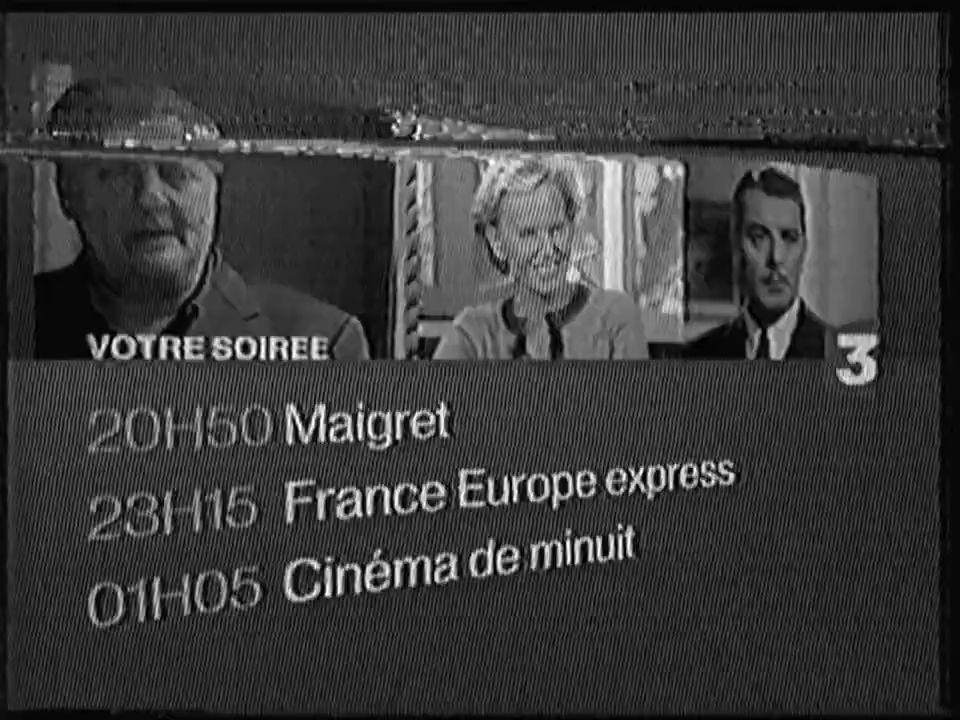 VOTRE SOIREE
3
20H50 Maigret
23H15 France Europe express
01H05 Cinéma de minuit